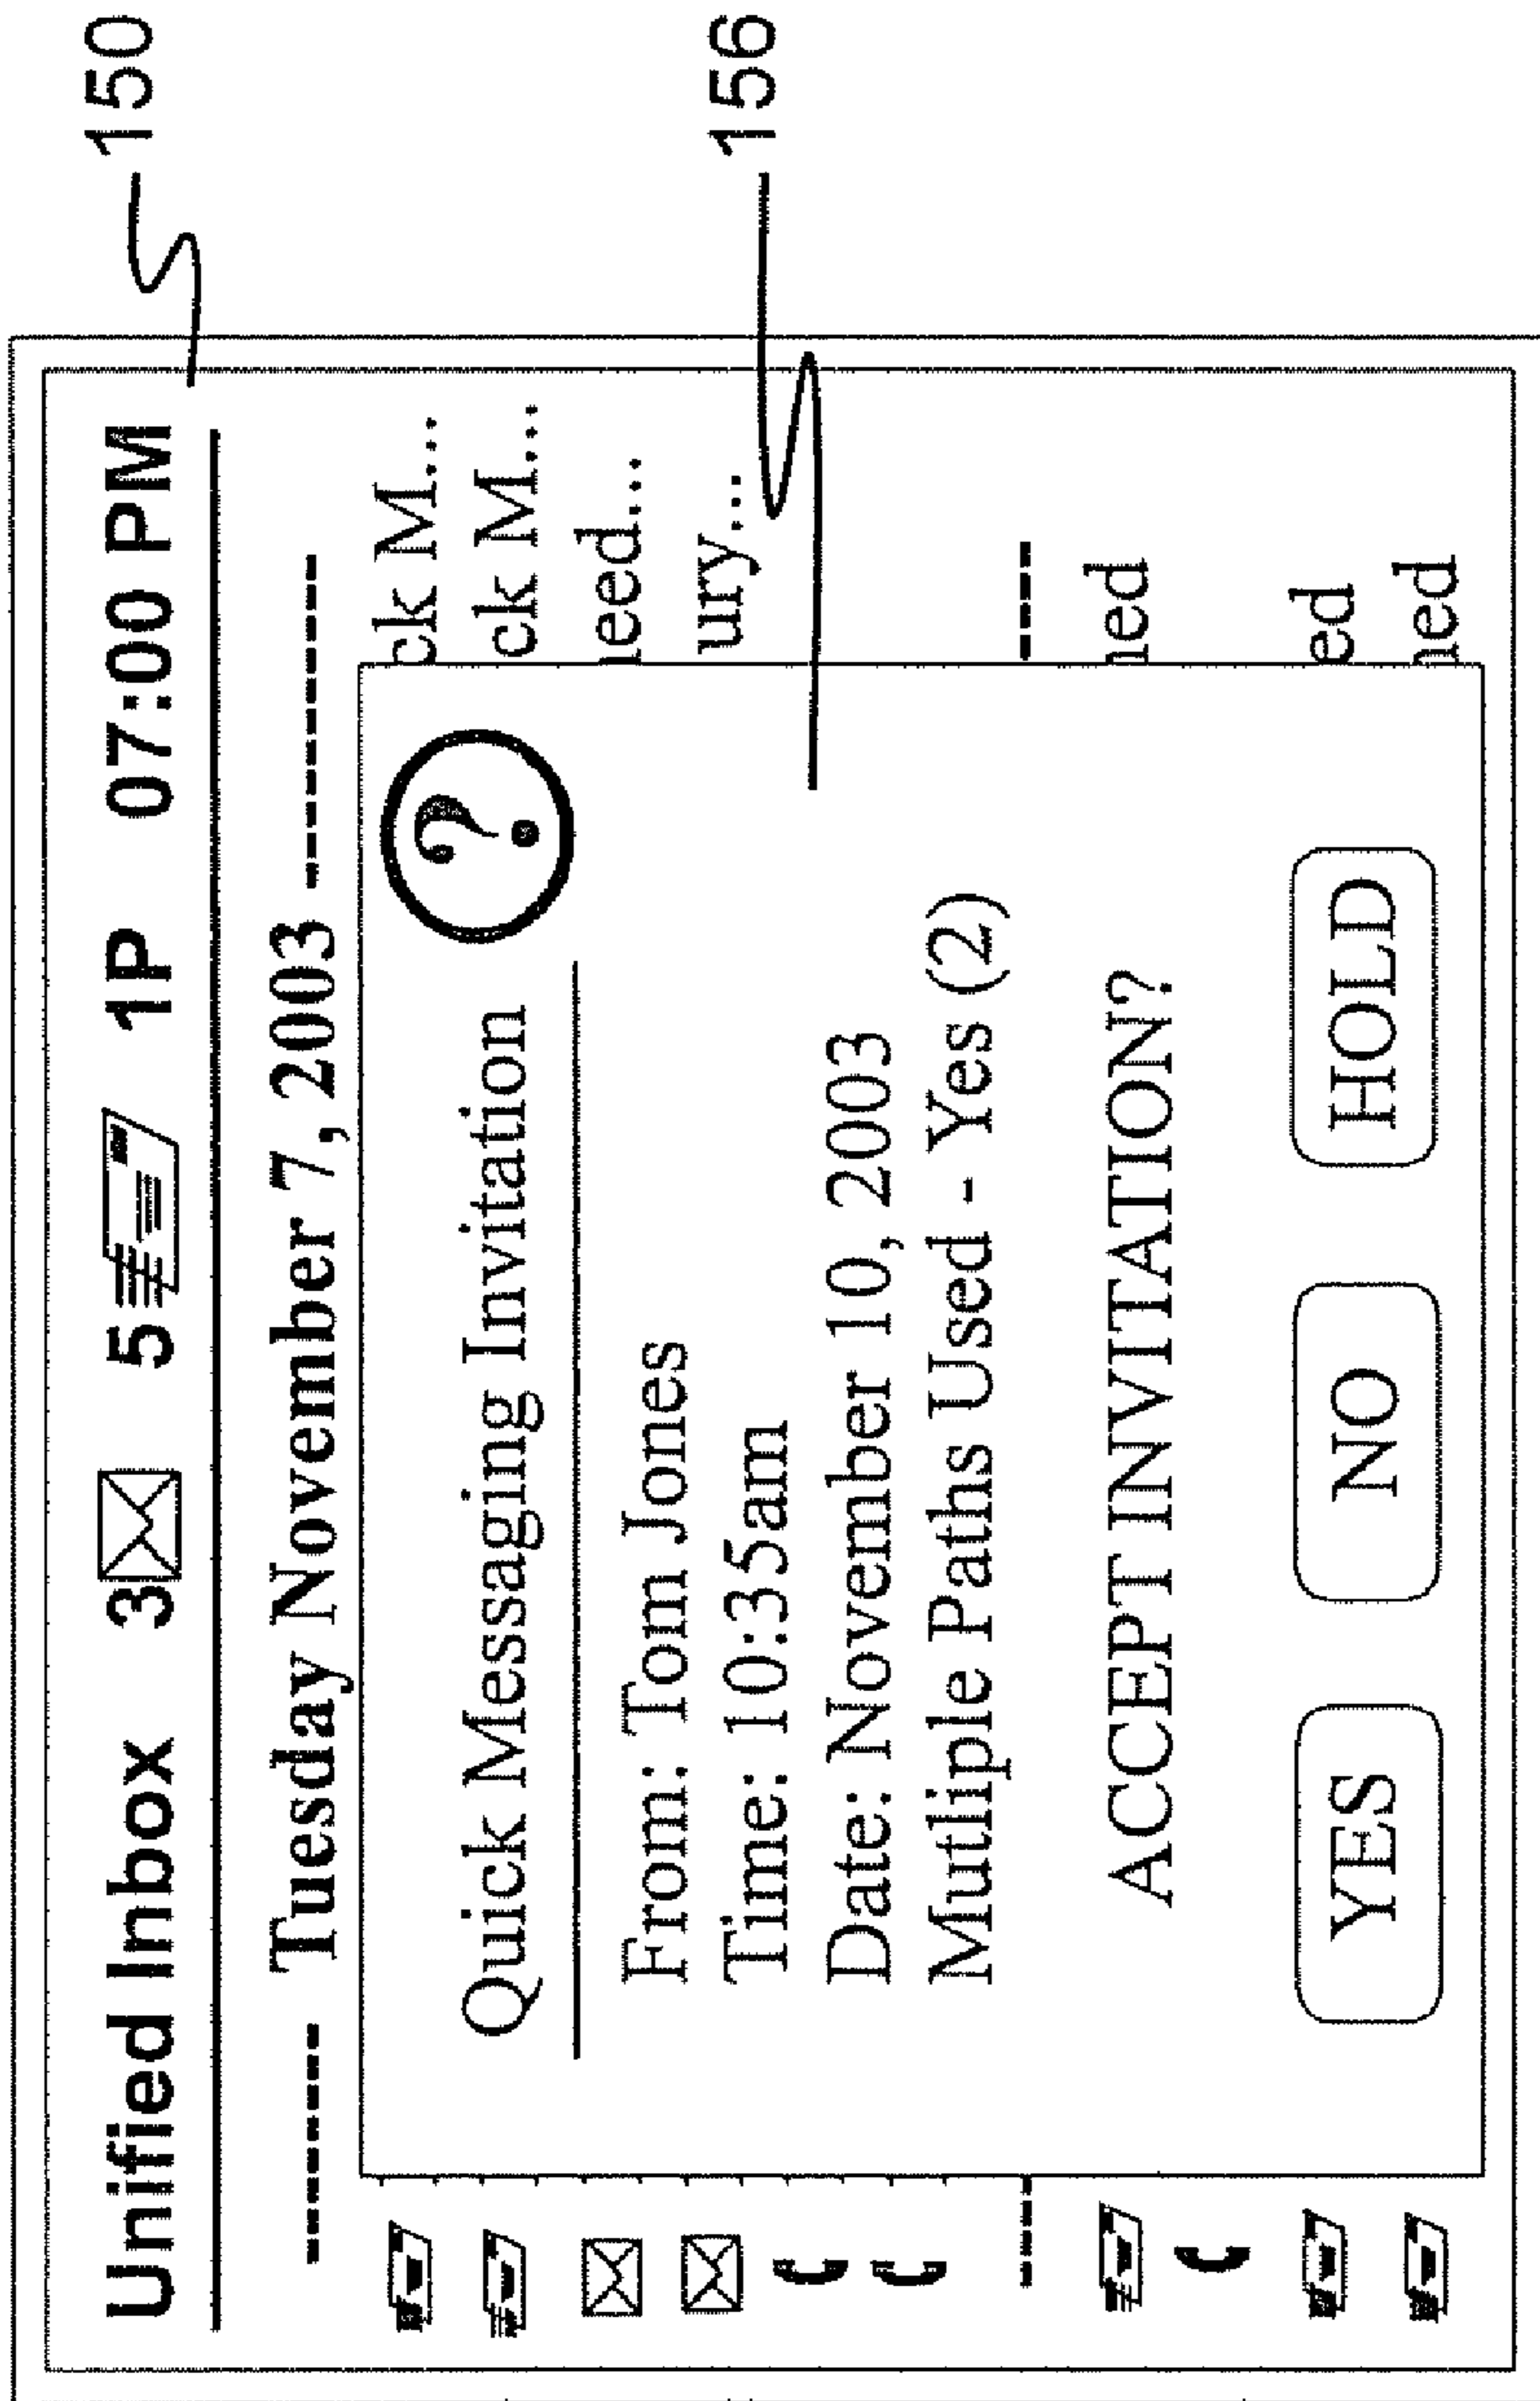 Unified Inbox 3 5 1P 07:00 PM
150
-------- Tuesday November 7, 2003 ---------
ck M...
ck M...
eed...
ury...
156
Quick Messaging Invitation ?
From: Tom Jones
Time: 10:35am
Date: November 10, 2003
Mutliple Paths Used - Yes (2)
ACCEPT INVITATION?
YES NO HOLD
ned
ed
ned